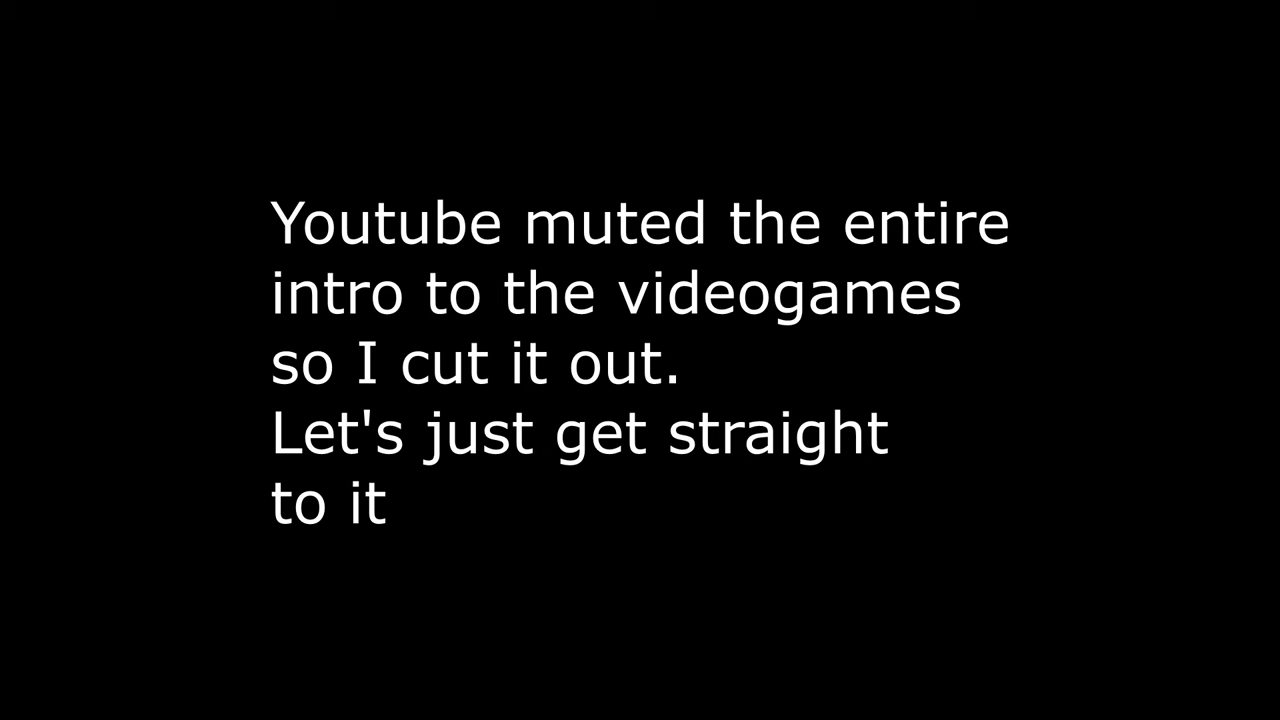 Youtube muted the entire
intro to the videogames
so I cut it out.
Let's just get straight
to it